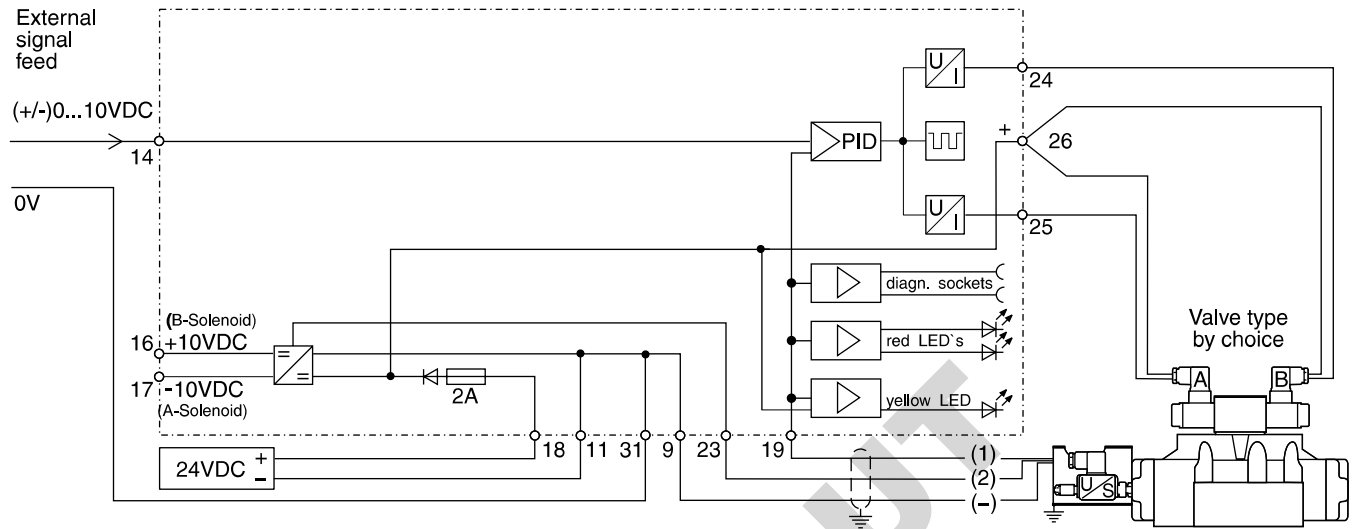 External
signal
feed
(+/-)0...10VDC
14
0V
U
I
24
PID
+
26
U
I
25
diagn. sockets
(B-Solenoid)
16 +10VDC
17 -10VDC
(A-Solenoid)
=
=
2A
red LED`s
yellow LED
Valve type
by choice
A
B
24VDC + −
18
11
31
9
23
19
(1)
(2)
(−)
U
S
UT